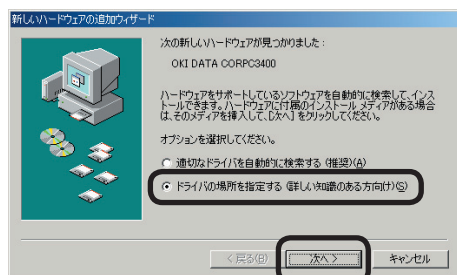 新しいハードウェアの追加ウィザード
次の新しいハードウェアが見つかりました :
OKI DATA CORPC3400
ハードウェアをサポートしているソフトウェアを自動的に検索して、インス
トールできます。ハードウェアに付属のインストール メディアがある場合
は、そのメディアを挿入して、[次へ] をクリックしてください。
オプションを選択してください。
適切なドライバを自動的に検索する (推奨)(A)
ドライバの場所を指定する (詳しい知識のある方向け)(S)
< 戻る(B)
次へ >
キャンセル